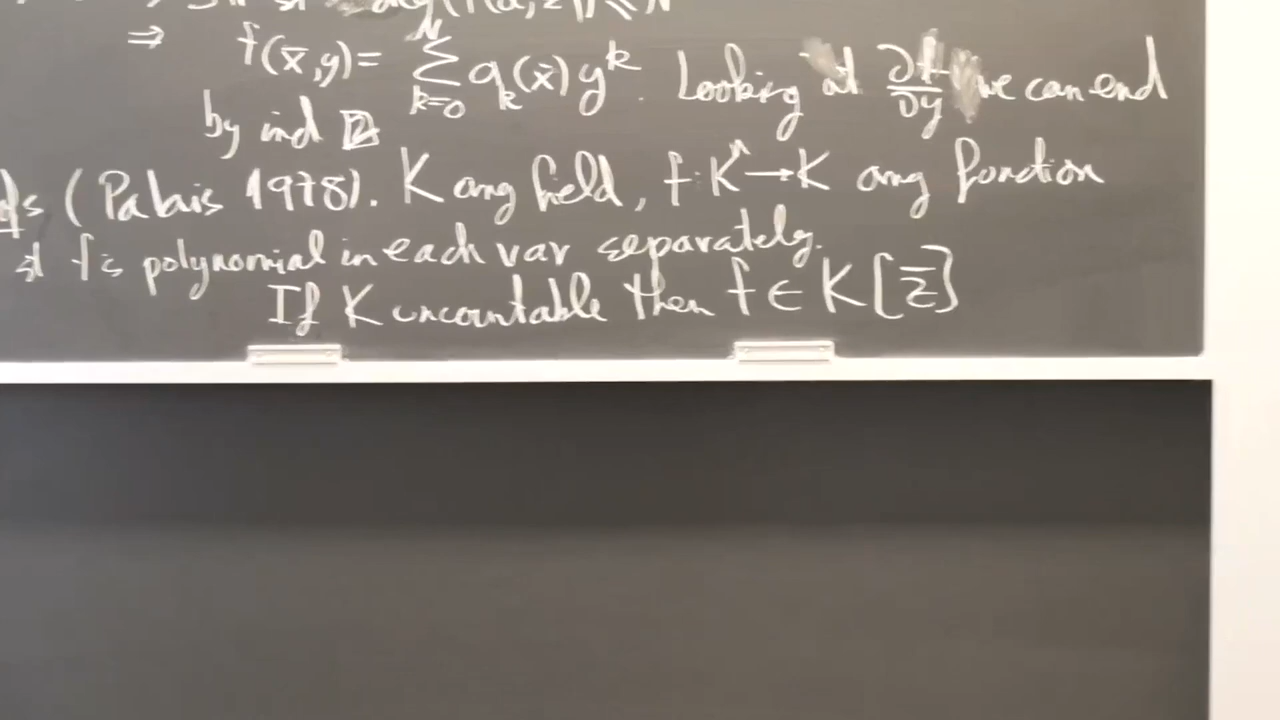 ⇒ f(x̄,y) = ∑_{k=0}^{N} q_k(x̄) y^k. Looking at ∂f/∂y we can end
by ind
(Palais 1978). K any field, f: K^n → K any function
st f is polynomial in each var separately.
If K uncountable then f ∈ K[z̄]